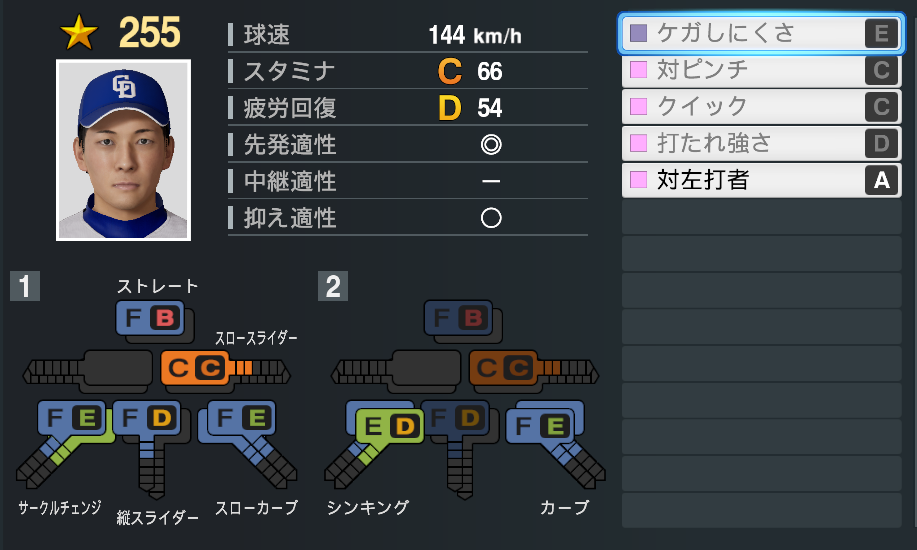 255
球速 144 km/h
スタミナ C 66
疲労回復 D 54
先発適性 ◎
中継適性 －
抑え適性 ○
ケガしにくさ E
対ピンチ C
クイック C
打たれ強さ D
対左打者 A
CD
1
ストレート
F B
スロースライダー
C C
F E
F D
F E
サークルチェンジ
縦スライダー
スローカーブ
2
F B
C C
E D
F D
F E
シンキング
カーブ